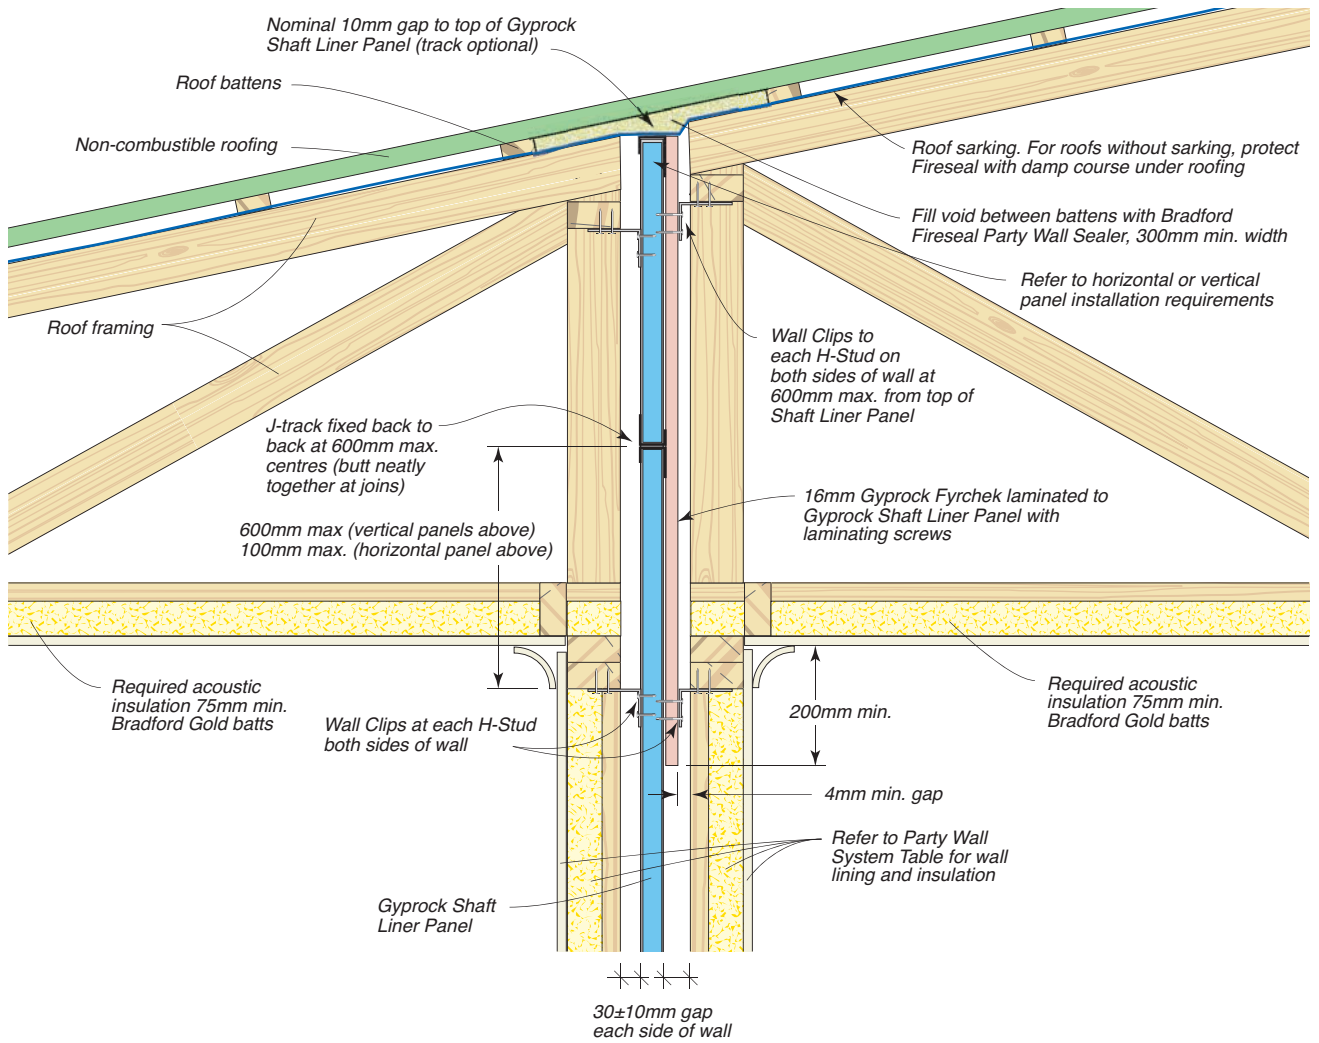 Nominal 10mm gap to top of Gyprock
Shaft Liner Panel (track optional)
Roof battens
Non-combustible roofing
Roof sarking. For roofs without sarking, protect
Fireseal with damp course under roofing
Fill void between battens with Bradford
Fireseal Party Wall Sealer, 300mm min. width
Refer to horizontal or vertical
panel installation requirements
Roof framing
Wall Clips to
each H-Stud on
both sides of wall at
600mm max. from top of
Shaft Liner Panel
J-track fixed back to
back at 600mm max.
centres (butt neatly
together at joins)
16mm Gyprock Fyrchek laminated to
Gyprock Shaft Liner Panel with
laminating screws
600mm max (vertical panels above)
100mm max. (horizontal panel above)
Required acoustic
insulation 75mm min.
Bradford Gold batts
Required acoustic
insulation 75mm min.
Bradford Gold batts
Wall Clips at each H-Stud
both sides of wall
200mm min.
4mm min. gap
Refer to Party Wall
System Table for wall
lining and insulation
Gyprock Shaft
Liner Panel
30±10mm gap
each side of wall